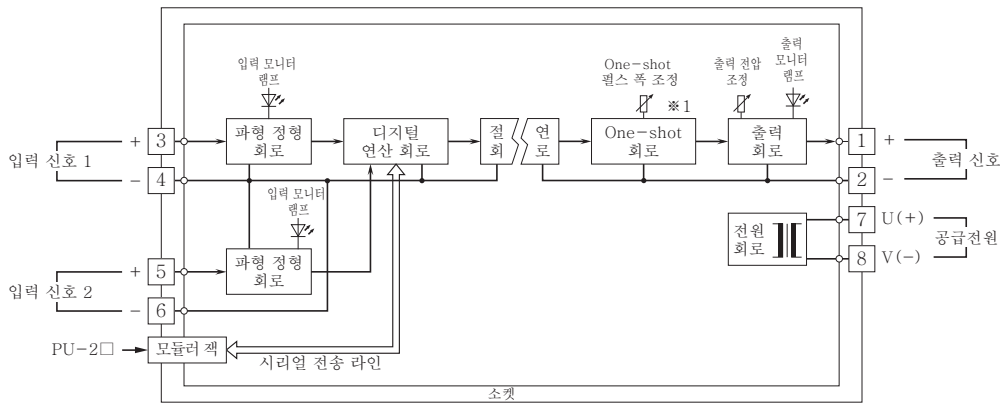 입력 모니터
램프
One-shot
펄스 폭 조정
※1
출력 전압
조정
출력
모니터
램프
입력 신호 1
+ 3
- 4
파형 정형
회로
디지털
연산 회로
절 연
회 로
One-shot
회로
출력
회로
1 +
2 -
출력 신호
입력 모니터
램프
전원
회로
7 U(+)
8 V(-)
공급전원
입력 신호 2
+ 5
- 6
파형 정형
회로
PU-2□
모듈러 잭
시리얼 전송 라인
소켓